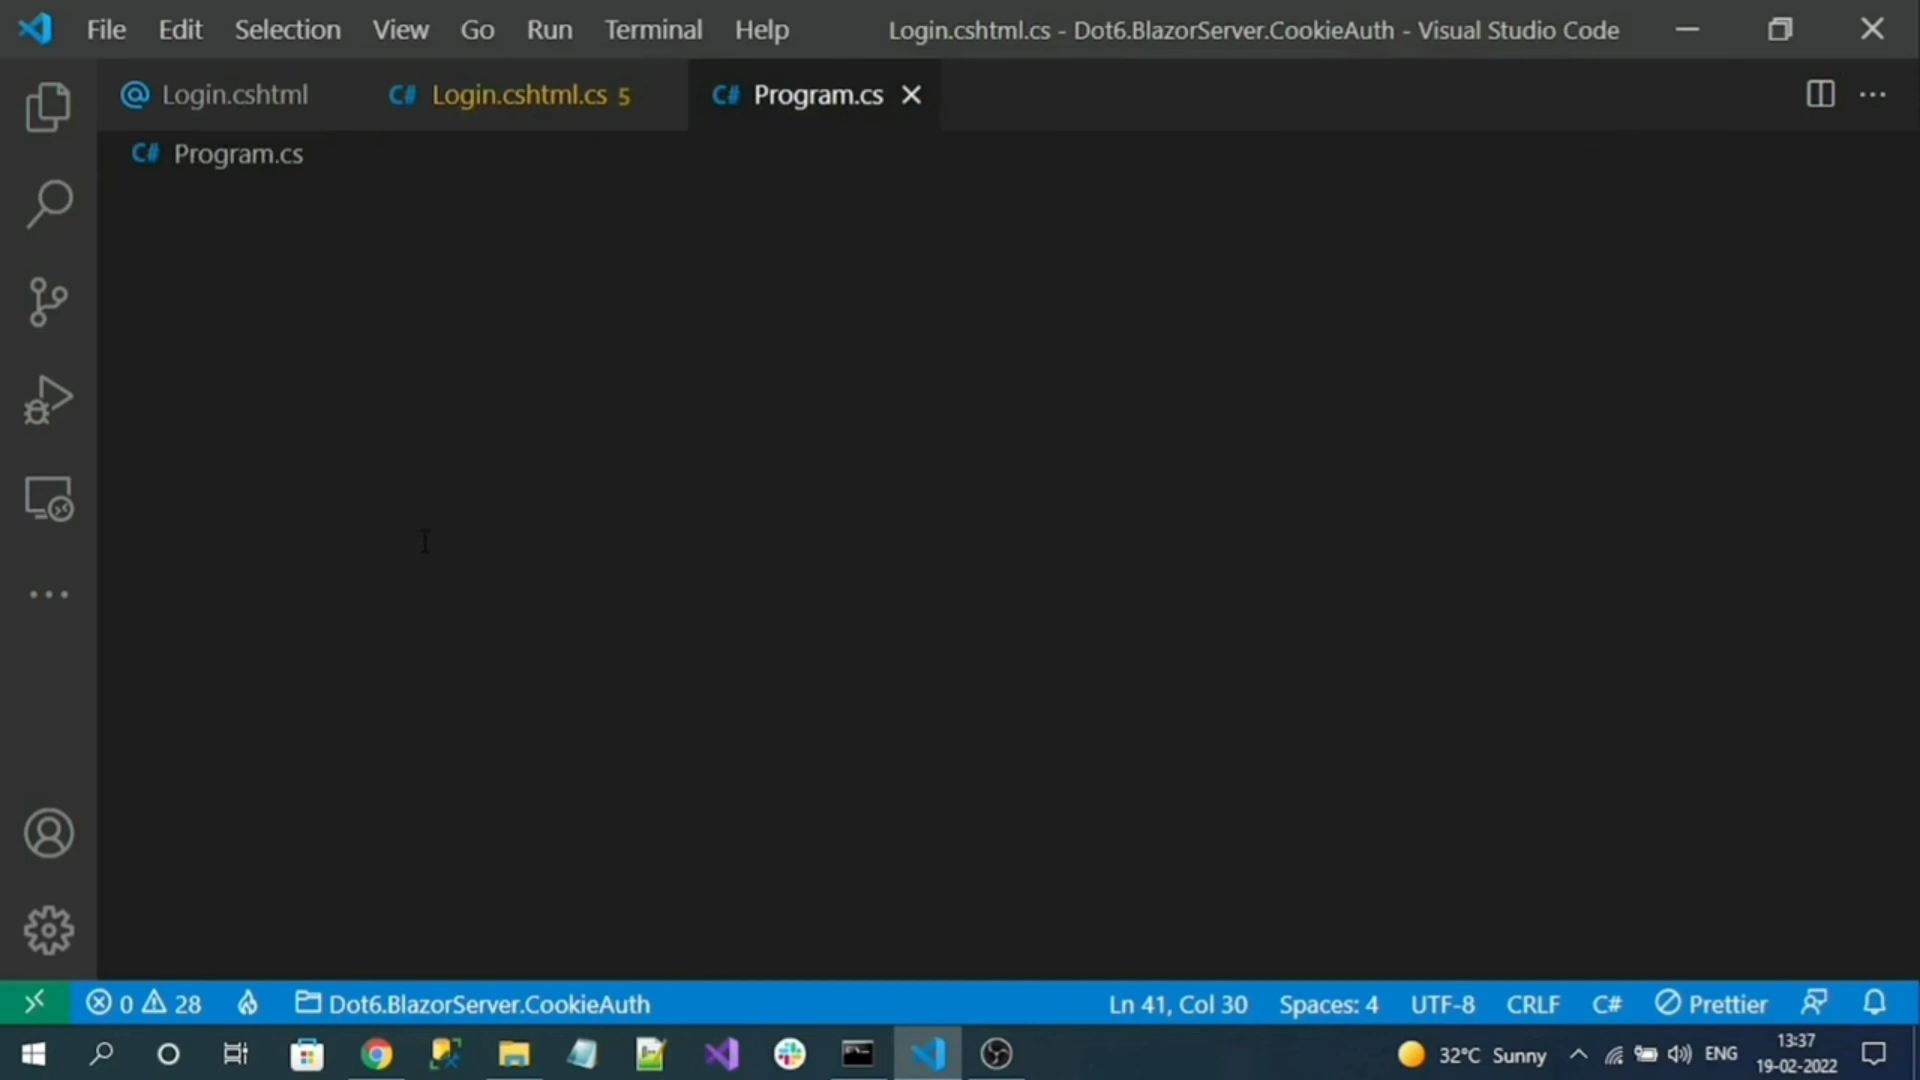 File Edit Selection View Go Run Terminal Help Login.cshtml.cs - Dot6.BlazorServer.CookieAuth - Visual Studio Code
@ Login.cshtml C# Login.cshtml.cs 5 C# Program.cs
C# Program.cs
0 28 Dot6.BlazorServer.CookieAuth Ln 41, Col 30 Spaces: 4 UTF-8 CRLF C# Prettier
32°C Sunny ENG 13:37
19-02-2022